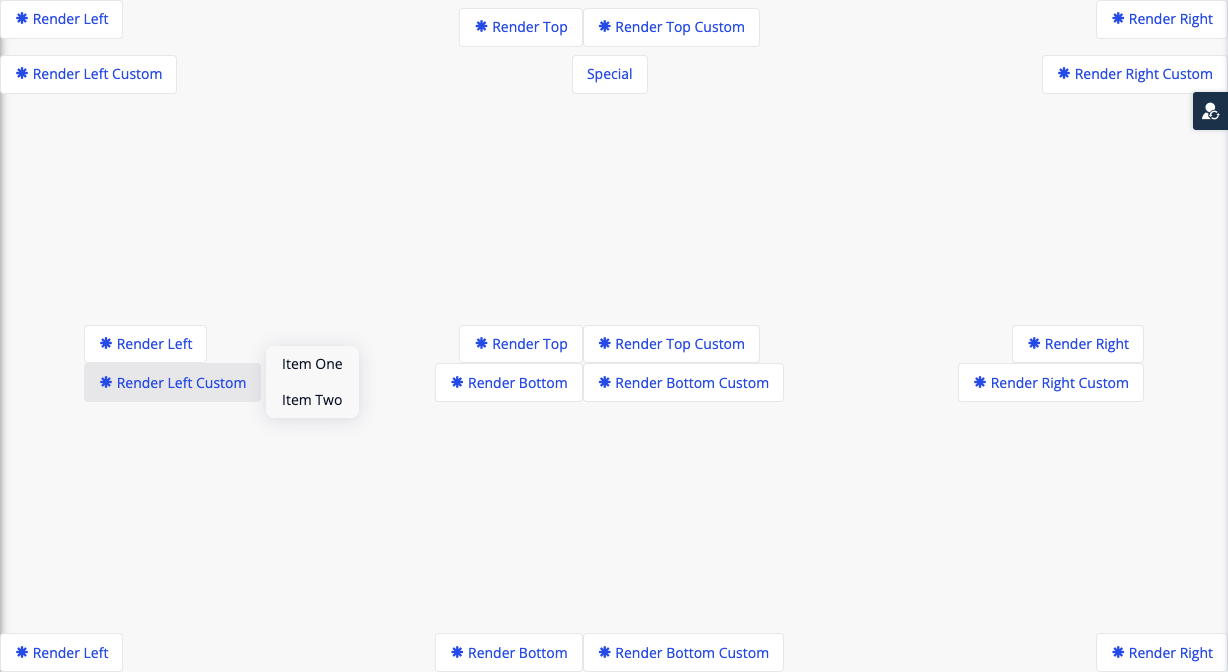 Render Left
Render Top
Render Top Custom
Render Right
Render Left Custom
Special
Render Right Custom
Render Left
Render Top
Render Top Custom
Render Right
Item One
Render Left Custom
Render Bottom
Render Bottom Custom
Render Right Custom
Item Two
Render Left
Render Bottom
Render Bottom Custom
Render Right